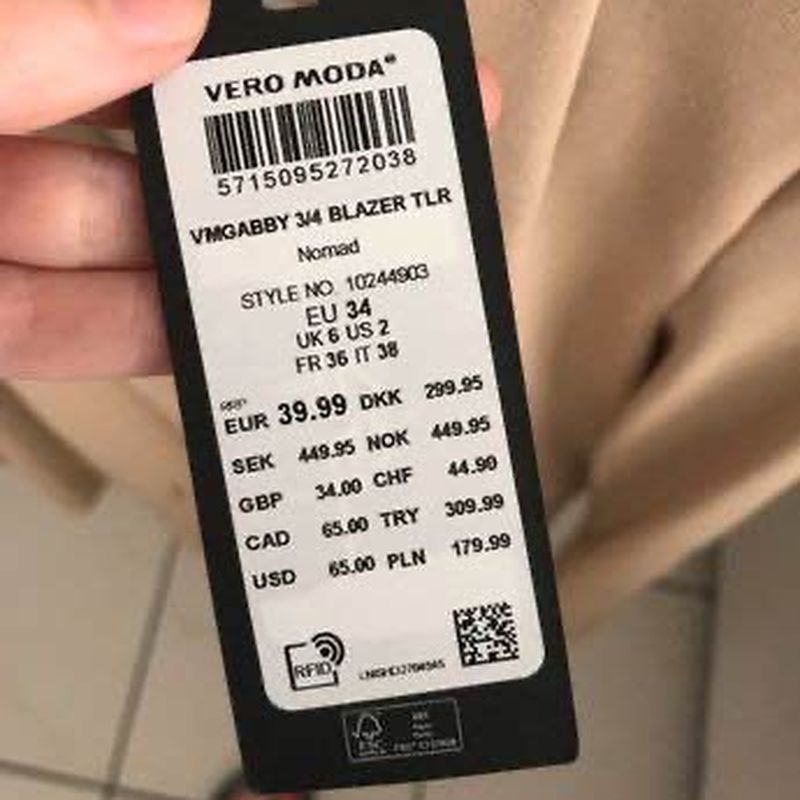 VERO MODA®
5715095272038
VMGABBY 3/4 BLAZER TLR
Nomad
STYLE NO. 10244903
EU 34
UK 6 US 2
FR 36 IT 38
RRP
EUR 39.99 DKK 299.95
SEK 449.95 NOK 449.95
GBP 34.00 CHF 44.90
CAD 65.00 TRY 309.99
USD 65.00 PLN 179.99
RFID
FSC